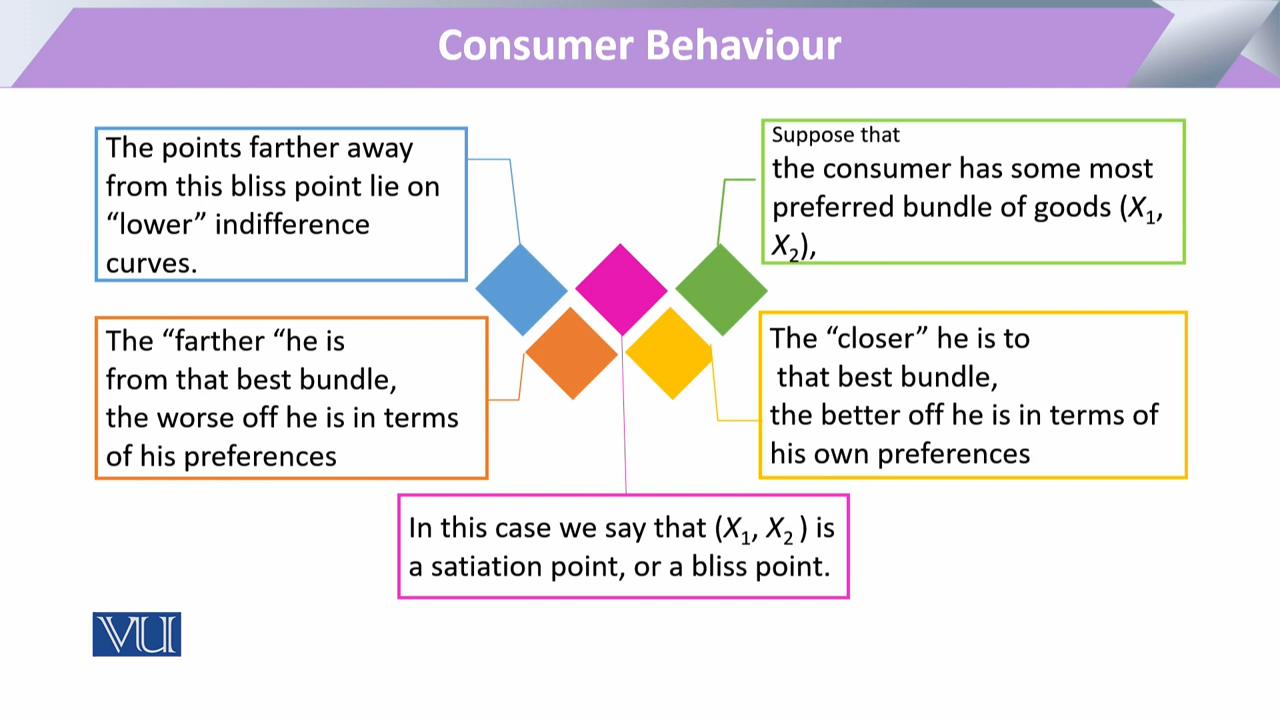 Consumer Behaviour
The points farther away
from this bliss point lie on
“lower” indifference
curves.
Suppose that
the consumer has some most
preferred bundle of goods (X₁,
X₂),
The “farther “he is
from that best bundle,
the worse off he is in terms
of his preferences
The “closer” he is to
that best bundle,
the better off he is in terms of
his own preferences
In this case we say that (X₁, X₂ ) is
a satiation point, or a bliss point.
VU